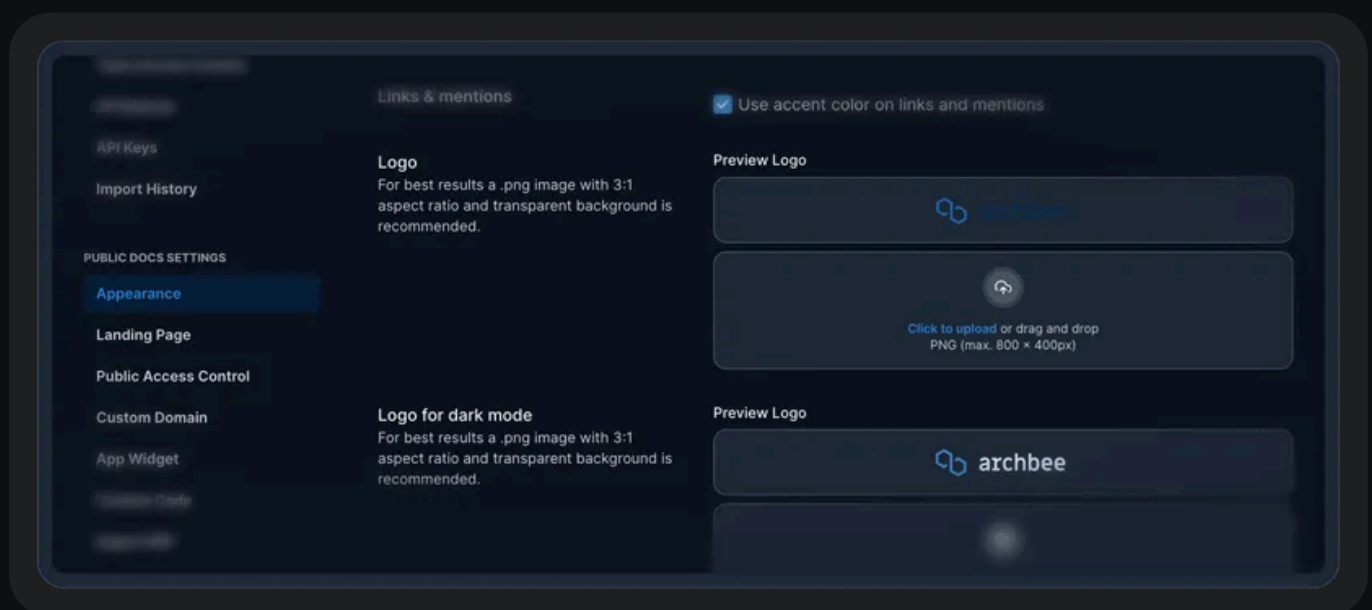 API Keys
Import History
PUBLIC DOCS SETTINGS
Appearance
Landing Page
Public Access Control
Custom Domain
App Widget
Links & mentions
Use accent color on links and mentions
Logo
For best results a .png image with 3:1
aspect ratio and transparent background is
recommended.
Preview Logo
Click to upload or drag and drop
PNG (max. 800 × 400px)
Logo for dark mode
For best results a .png image with 3:1
aspect ratio and transparent background is
recommended.
Preview Logo
archbee